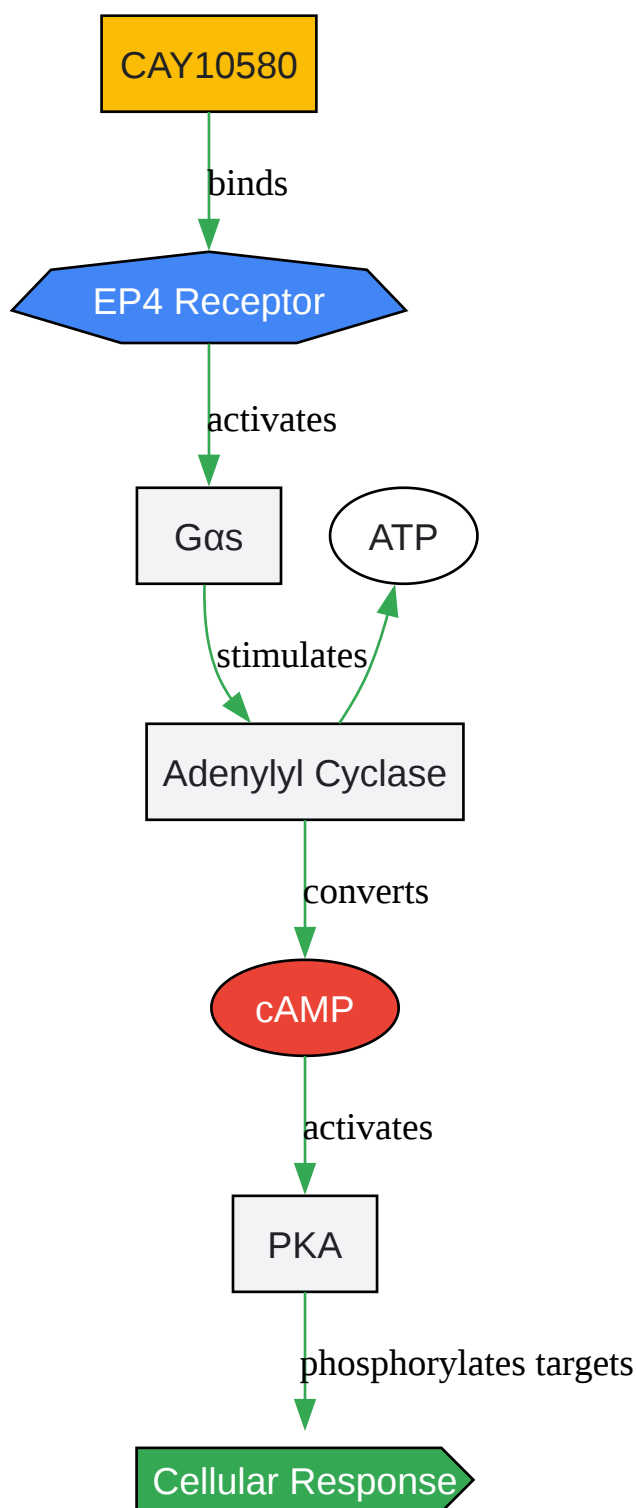 CAY10580
binds
EP4 Receptor
activates
Gαs
ATP
stimulates
Adenylyl Cyclase
converts
cAMP
activates
PKA
phosphorylates targets
Cellular Response